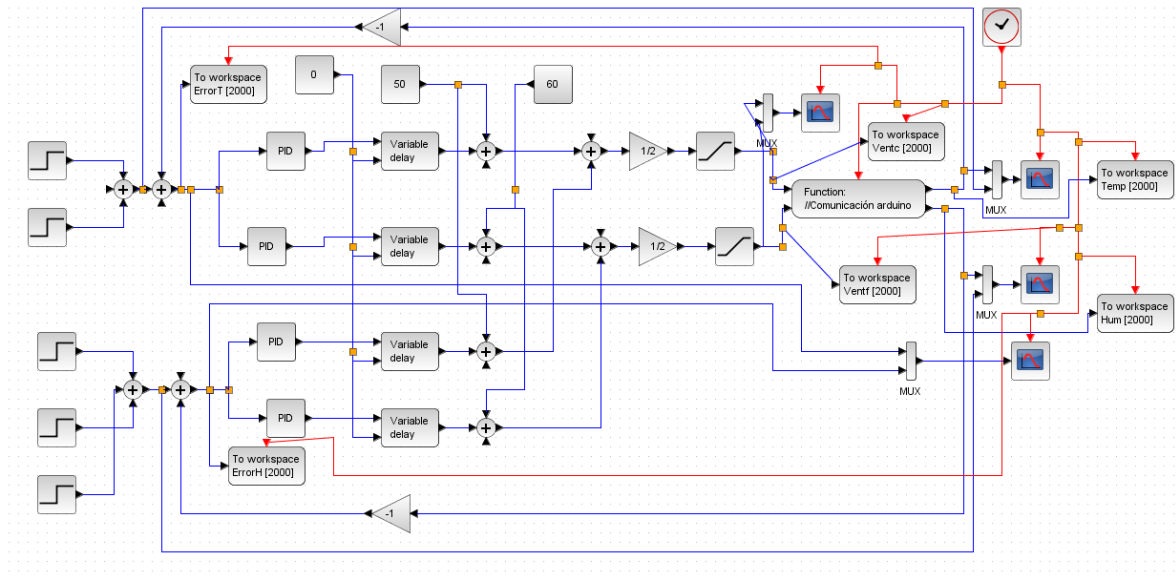 -1
To workspace
ErrorT [2000]
0
50
60
MUX
To workspace
Ventc [2000]
PID
Variable
delay
1/2
Function:
//Comunicación arduino
MUX
To workspace
Temp [2000]
PID
Variable
delay
1/2
To workspace
Ventf [2000]
MUX
To workspace
Hum [2000]
PID
Variable
delay
MUX
PID
Variable
delay
To workspace
ErrorH [2000]
-1